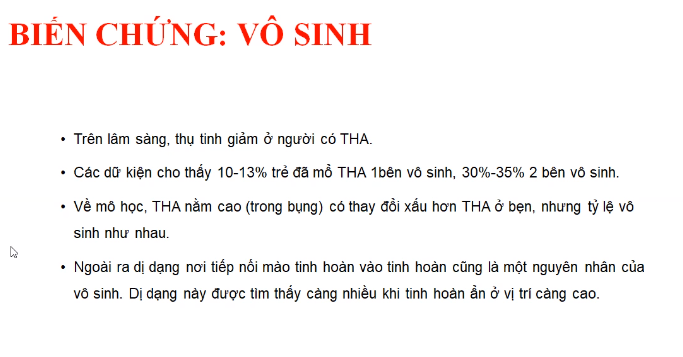 BIẾN CHỨNG: VÔ SINH
• Trên lâm sàng, thụ tinh giảm ở người có THA.
• Các dữ kiện cho thấy 10-13% trẻ đã mổ THA 1bên vô sinh, 30%-35% 2 bên vô sinh.
• Về mô học, THA nằm cao (trong bụng) có thay đổi xấu hơn THA ở bẹn, nhưng tỷ lệ vô
sinh như nhau.
• Ngoài ra dị dạng nơi tiếp nối mào tinh hoàn vào tinh hoàn cũng là một nguyên nhân của
vô sinh. Dị dạng này được tìm thấy càng nhiều khi tinh hoàn ẩn ở vị trí càng cao.